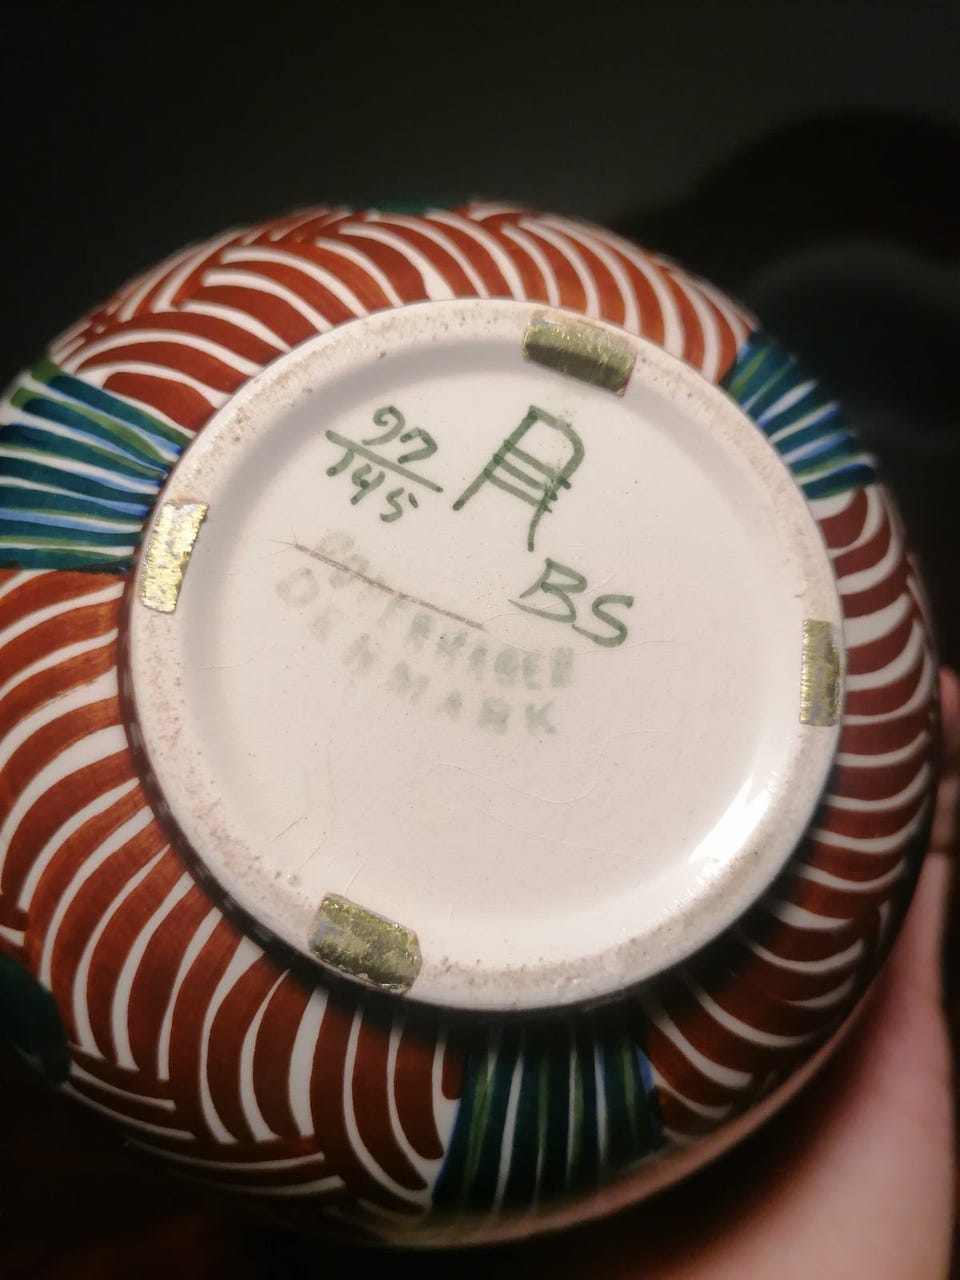 97
145
A
BS
COPENHAGEN
DENMARK